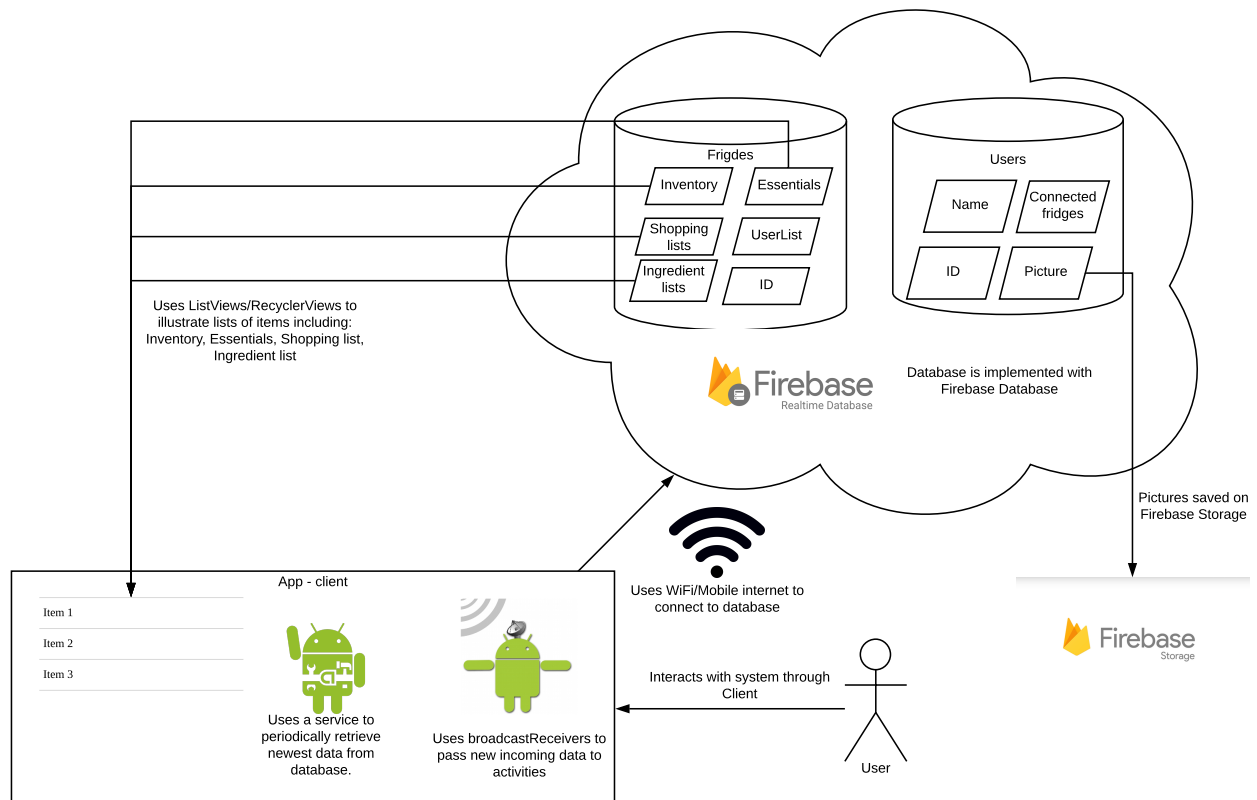 Frigdes
Inventory
Essentials
Shopping
lists
UserList
Ingredient
lists
ID
Users
Name
Connected
fridges
ID
Picture
Uses ListViews/RecyclerViews to
illustrate lists of items including:
Inventory, Essentials, Shopping list,
Ingredient list
Firebase
Realtime Database
Database is implemented with
Firebase Database
Pictures saved on
Firebase Storage
App - client
Item 1
Item 2
Item 3
Uses a service to
periodically retrieve
newest data from
database.
Uses broadcastReceivers to
pass new incoming data to
activities
Uses WiFi/Mobile internet to
connect to database
Interacts with system through
Client
User
Firebase
Storage